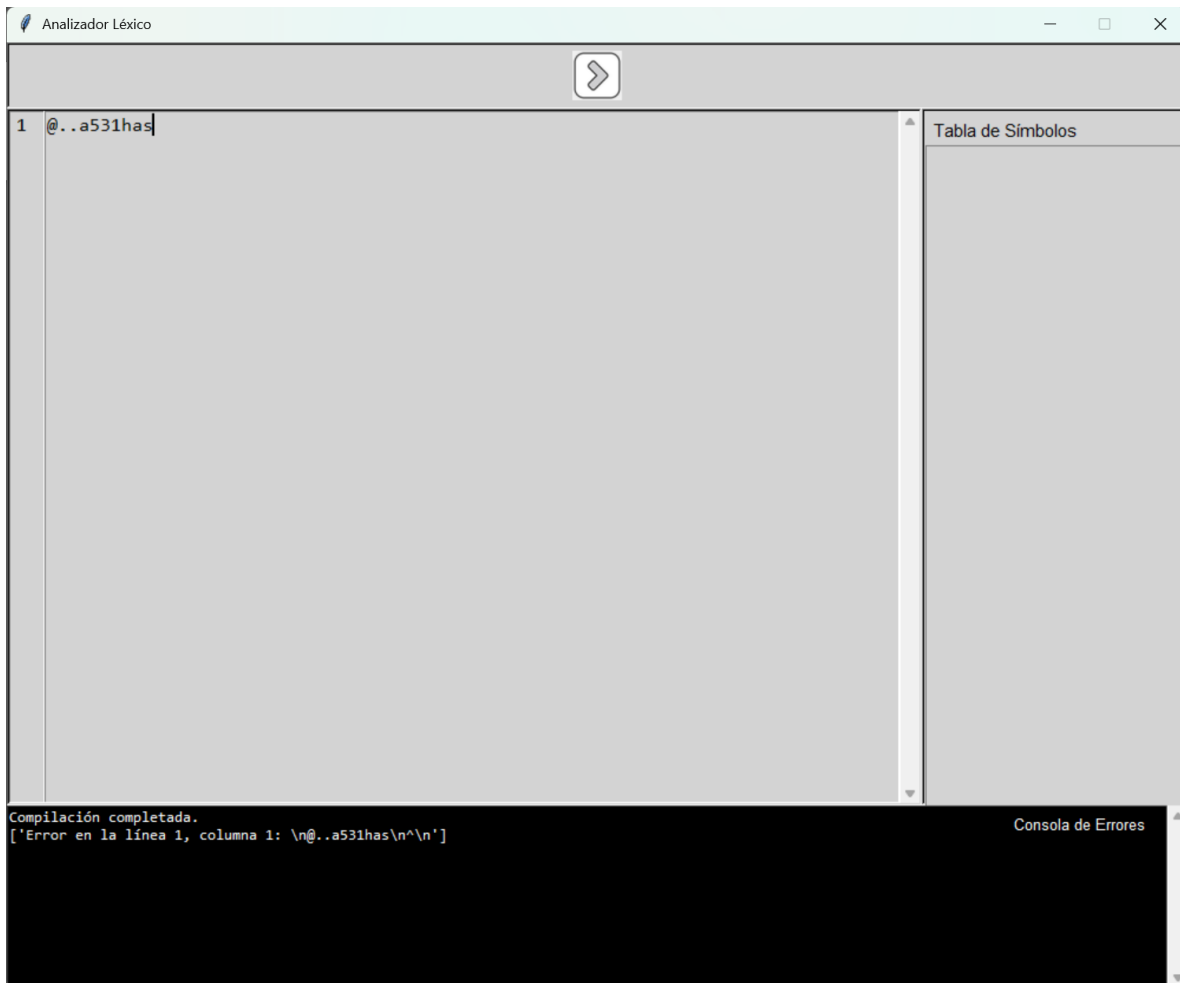 Analizador Léxico
1 @..a531has
Tabla de Símbolos
Compilación completada.
['Error en la línea 1, columna 1: \n@..a531has\n^\n']
Consola de Errores